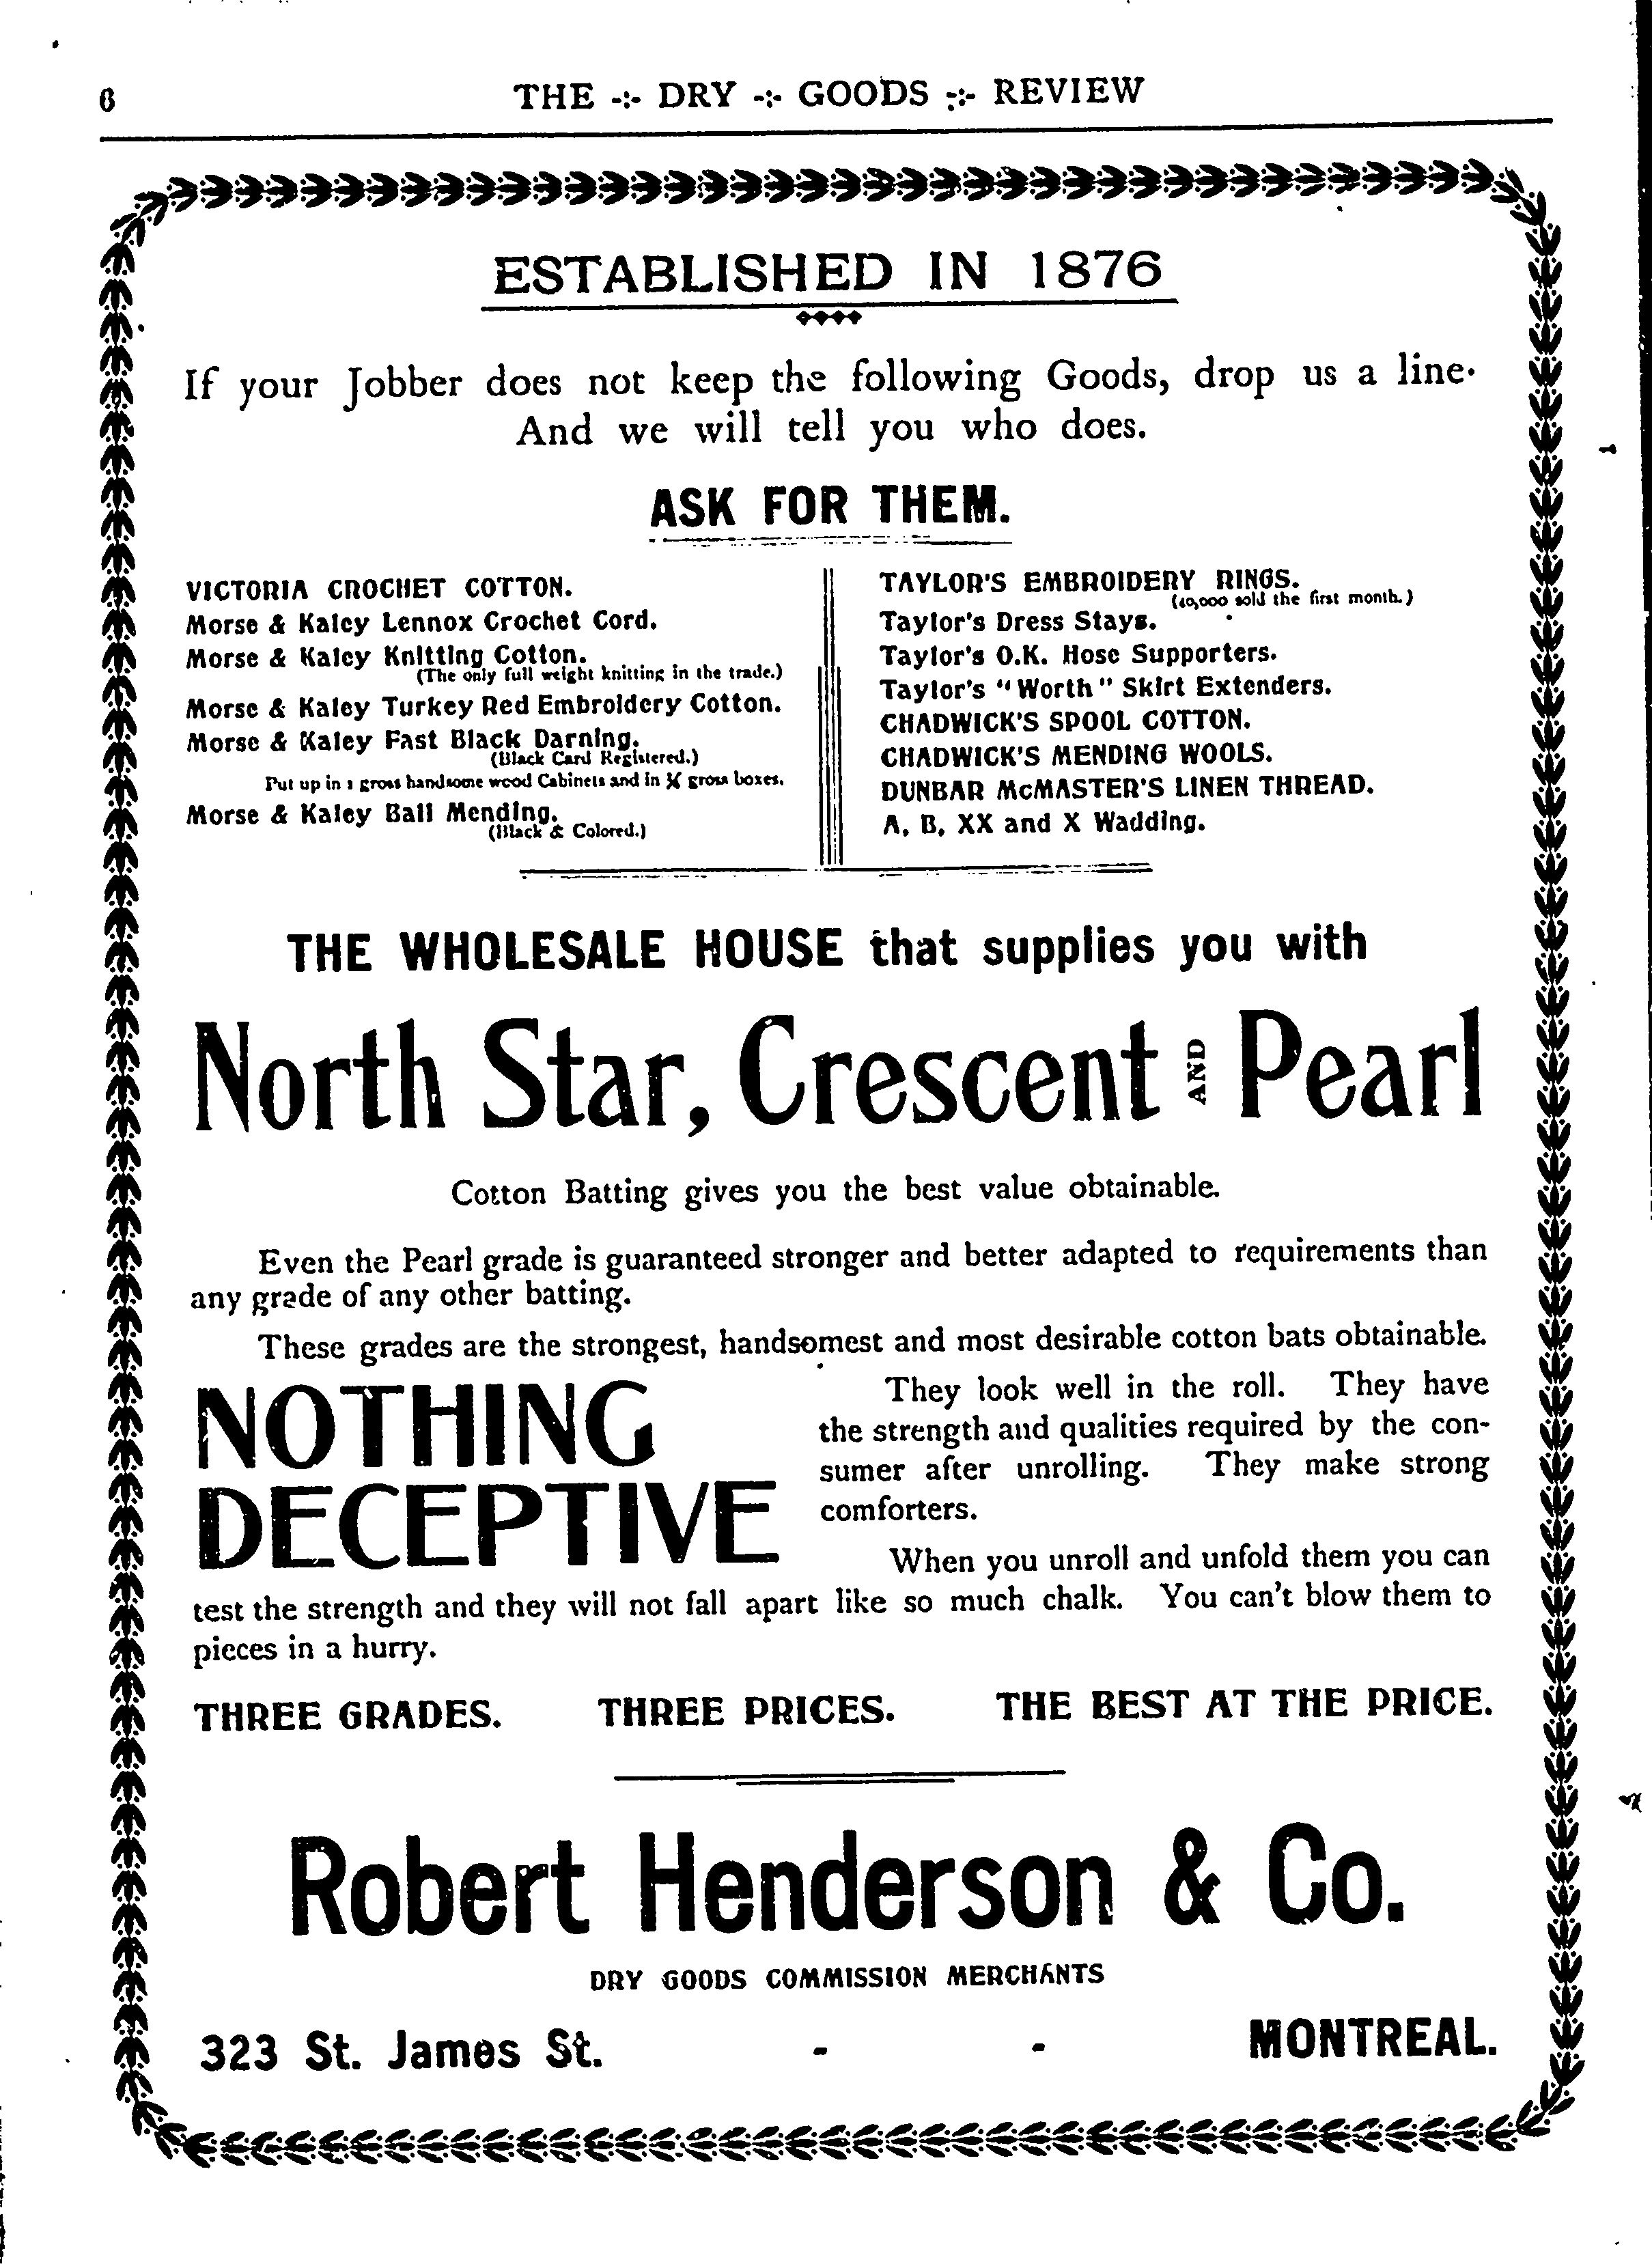 6
THE -:- DRY -:- GOODS -:- REVIEW
ESTABLISHED IN 1876
If your Jobber does not keep the following Goods, drop us a line.
And we will tell you who does.
ASK FOR THEM.
VICTORIA CROCHET COTTON.
Morse & Kaley Lennox Crochet Cord.
Morse & Kaley Knitting Cotton.
(The only full weight knitting in the trade.)
Morse & Kaley Turkey Red Embroidery Cotton.
Morse & Kaley Fast Black Darning.
(Black Card Registered.)
Put up in 1 gross handsome wood Cabinets and in gross boxes.
Morse & Kaley Ball Mending.
(Black & Colored.)
TAYLOR'S EMBROIDERY RINGS.
(40,000 sold the first month.)
Taylor's Dress Stays.
Taylor's O.K. Hose Supporters.
Taylor's "Worth" Skirt Extenders.
CHADWICK'S SPOOL COTTON.
CHADWICK'S MENDING WOOLS.
DUNBAR McMASTER'S LINEN THREAD.
A, B, XX and X Wadding.
THE WHOLESALE HOUSE that supplies you with
North Star, Crescent AND Pearl
Cotton Batting gives you the best value obtainable.
Even the Pearl grade is guaranteed stronger and better adapted to requirements than
any grade of any other batting.
These grades are the strongest, handsomest and most desirable cotton bats obtainable.
NOTHING
DECEPTIVE
They look well in the roll. They have
the strength and qualities required by the con-
sumer after unrolling. They make strong
comforters.
When you unroll and unfold them you can
test the strength and they will not fall apart like so much chalk. You can't blow them to
pieces in a hurry.
THREE GRADES. THREE PRICES. THE BEST AT THE PRICE.
Robert Henderson & Co.
DRY GOODS COMMISSION MERCHANTS
323 St. James St. - - MONTREAL.